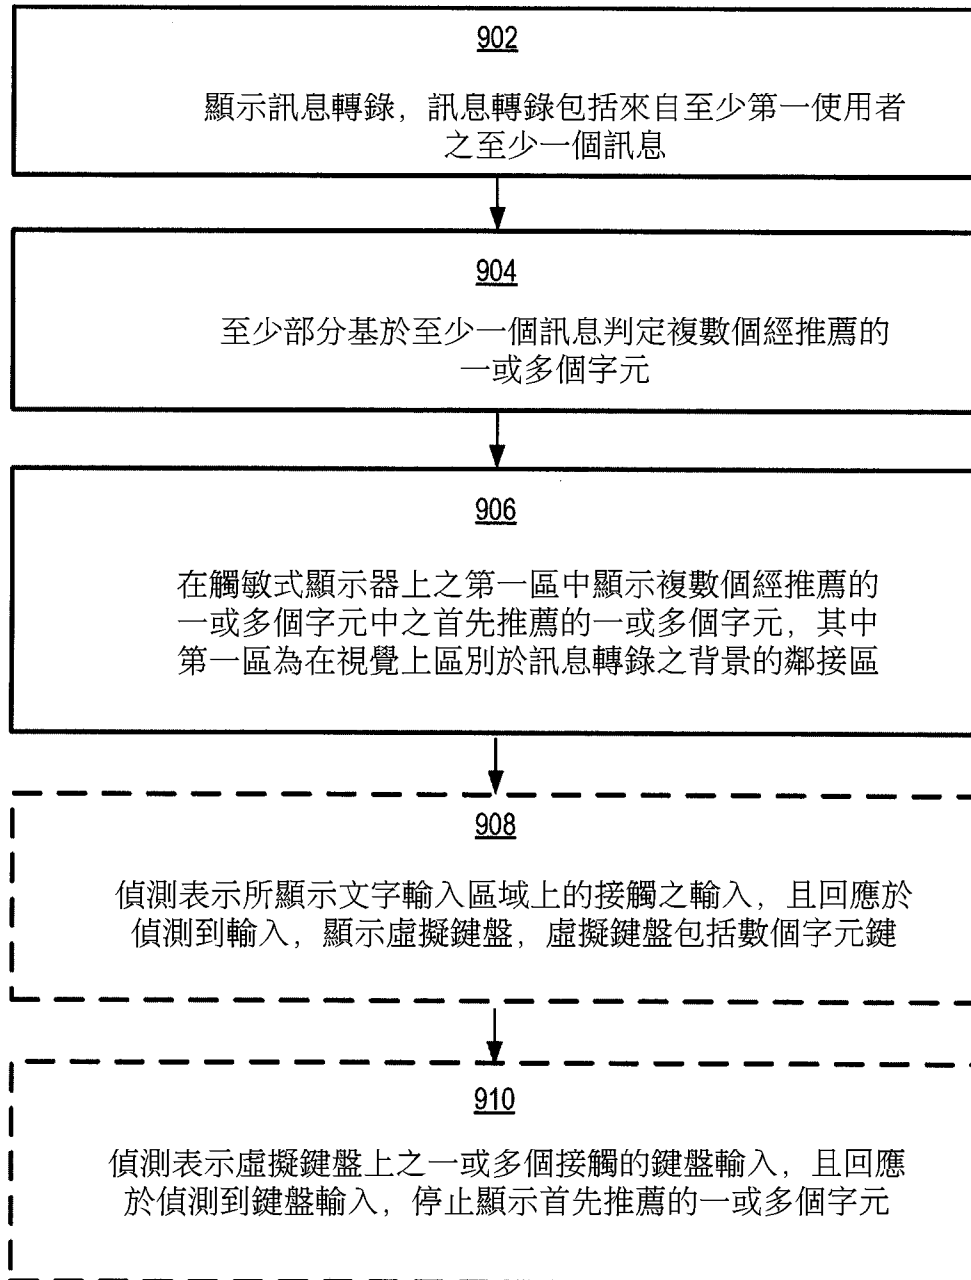 902
顯示訊息轉錄，訊息轉錄包括來自至少第一使用者
之至少一個訊息
904
至少部分基於至少一個訊息判定複數個經推薦的
一或多個字元
906
在觸敏式顯示器上之第一區中顯示複數個經推薦的
一或多個字元中之首先推薦的一或多個字元，其中
第一區為在視覺上區別於訊息轉錄之背景的鄰接區
908
偵測表示所顯示文字輸入區域上的接觸之輸入，且回應於
偵測到輸入，顯示虛擬鍵盤，虛擬鍵盤包括數個字元鍵
910
偵測表示虛擬鍵盤上之一或多個接觸的鍵盤輸入，且回應
於偵測到鍵盤輸入，停止顯示首先推薦的一或多個字元